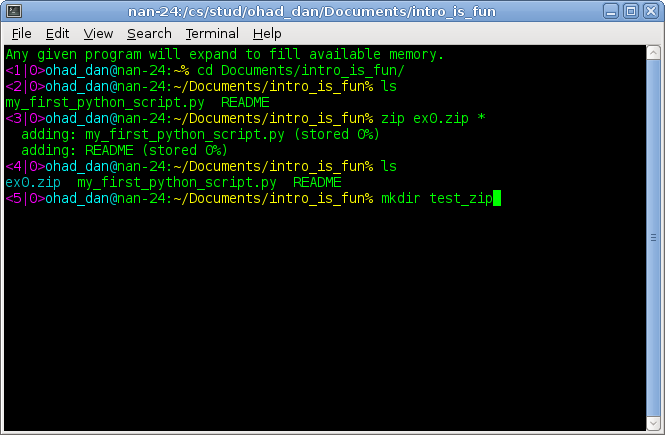 nan-24:/cs/stud/ohad_dan/Documents/intro_is_fun
File Edit View Search Terminal Help
Any given program will expand to fill available memory.
<1|0>ohad_dan@nan-24:~% cd Documents/intro_is_fun/
<2|0>ohad_dan@nan-24:~/Documents/intro_is_fun% ls
my_first_python_script.py  README
<3|0>ohad_dan@nan-24:~/Documents/intro_is_fun% zip ex0.zip *
  adding: my_first_python_script.py (stored 0%)
  adding: README (stored 0%)
<4|0>ohad_dan@nan-24:~/Documents/intro_is_fun% ls
ex0.zip  my_first_python_script.py  README
<5|0>ohad_dan@nan-24:~/Documents/intro_is_fun% mkdir test_zip